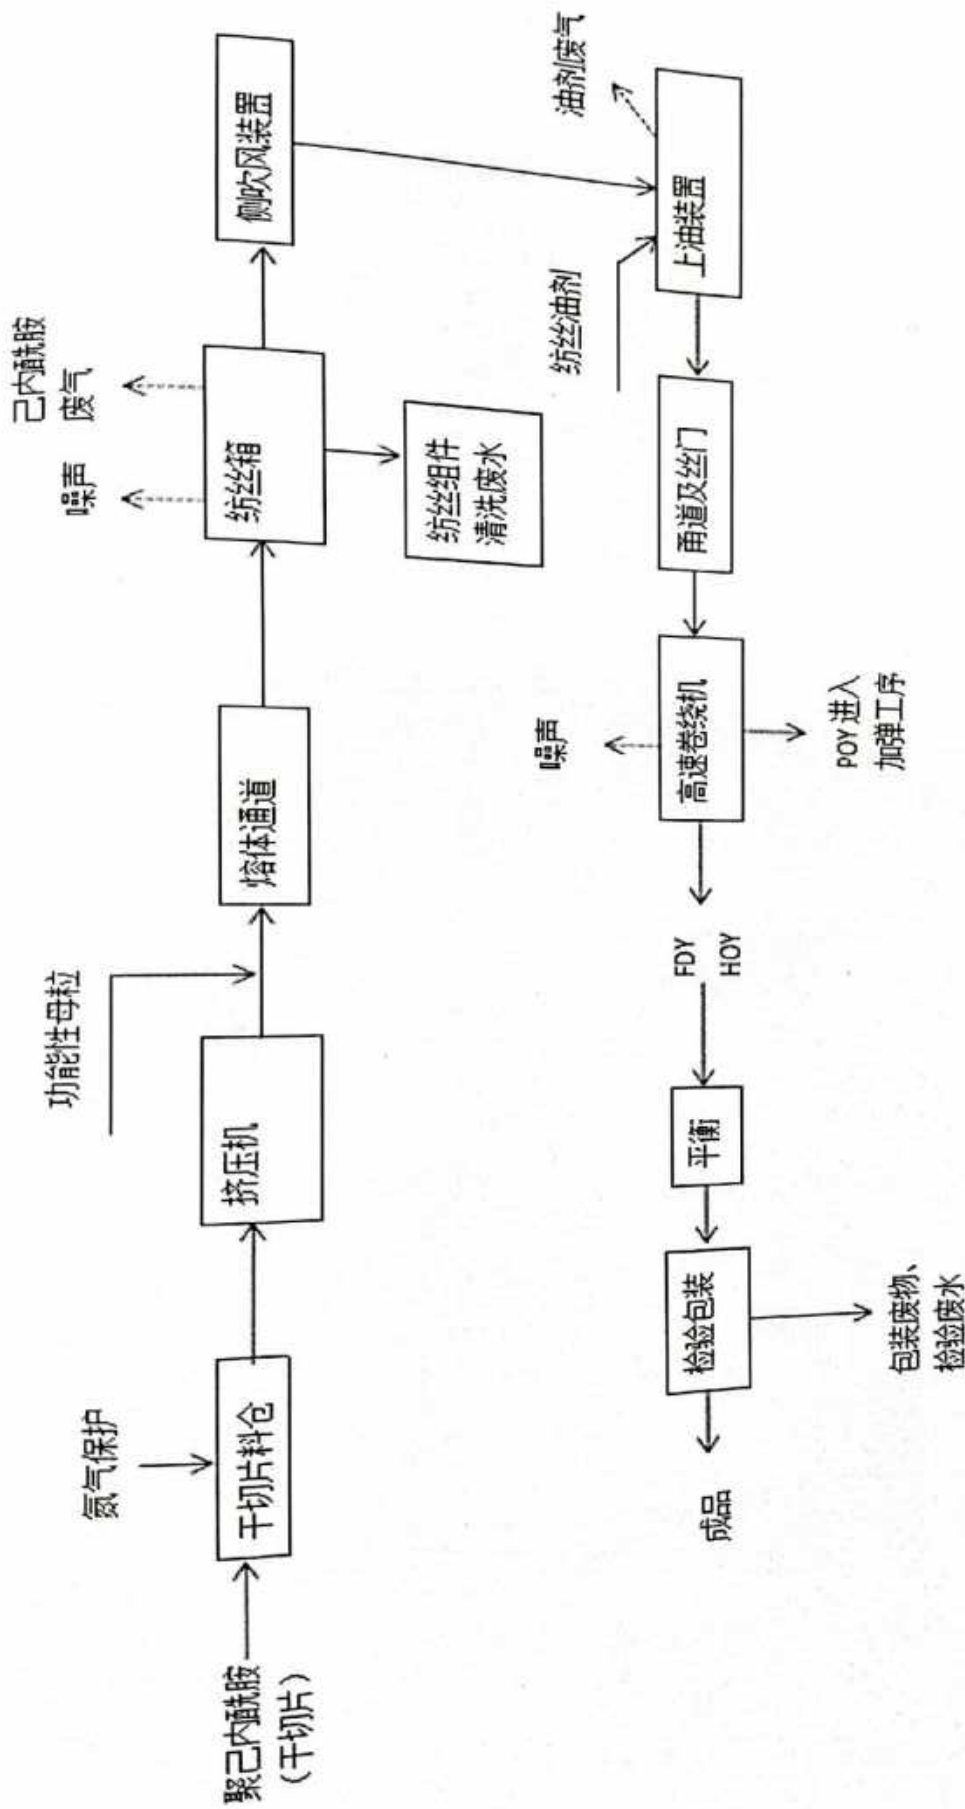 聚己内酰胺
（干切片）
氮气保护
干切片料仓
挤压机
功能性母粒
熔体通道
噪声
己内酰胺
废气
纺丝箱
纺丝组件
清洗废水
侧吹风装置
油剂废气
纺丝油剂
上油装置
甬道及丝门
噪声
高速卷绕机
POY 进入
加弹工序
FDY
HOY
平衡
检验包装
包装废物、
检验废水
成品